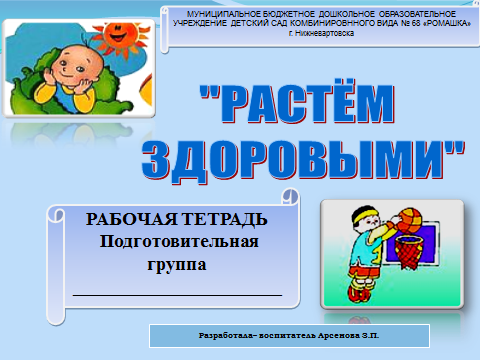 МУНИЦИПАЛЬНОЕ БЮДЖЕТНОЕ ДОШКОЛЬНОЕ ОБРАЗОВАТЕЛЬНОЕ
УЧРЕЖДЕНИЕ ДЕТСКИЙ САД КОМБИНИРОВННОГО ВИДА № 68 «РОМАШКА»
г. Нижневартовска
"РАСТЁМ
ЗДОРОВЫМИ"
РАБОЧАЯ ТЕТРАДЬ
Подготовительная
группа
Разработала– воспитатель Арсенова З.П.